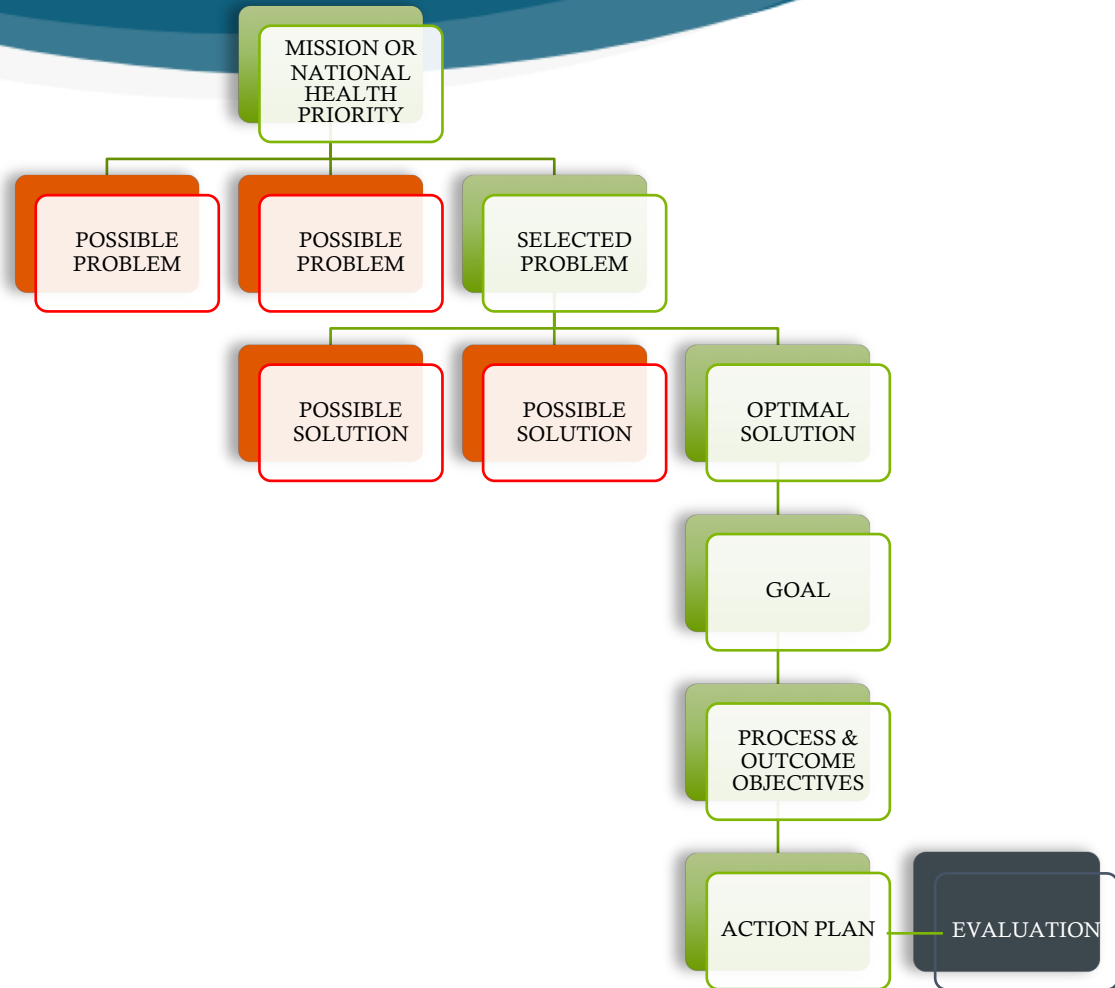 MISSION OR
NATIONAL
HEALTH
PRIORITY
POSSIBLE
PROBLEM
POSSIBLE
PROBLEM
SELECTED
PROBLEM
POSSIBLE
SOLUTION
POSSIBLE
SOLUTION
OPTIMAL
SOLUTION
GOAL
PROCESS &
OUTCOME
OBJECTIVES
ACTION PLAN
EVALUATION